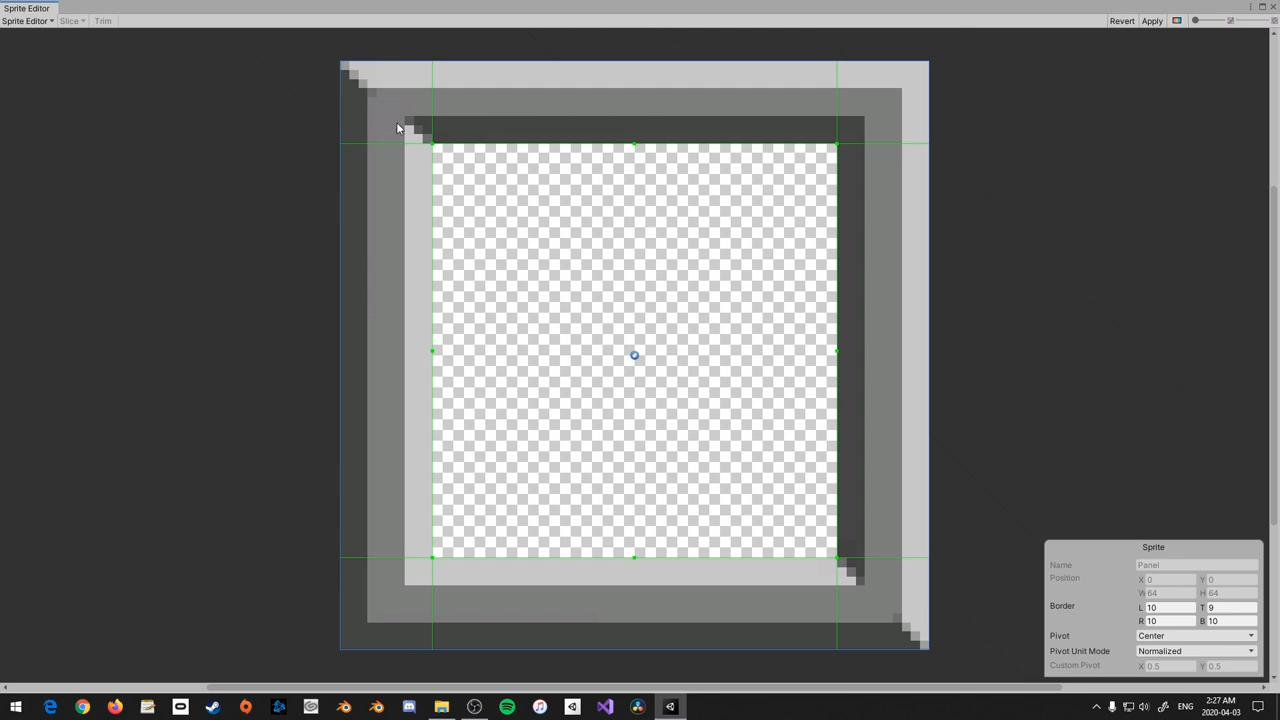 Sprite Editor
Sprite Editor Slice Trim Revert Apply
Sprite
Name Panel
Position X 0 Y 0
W 64 H 64
Border L 10 T 9
R 10 B 10
Pivot Center
Pivot Unit Mode Normalized
Custom Pivot X 0.5 Y 0.5
ENG 2:27 AM
2020-04-03